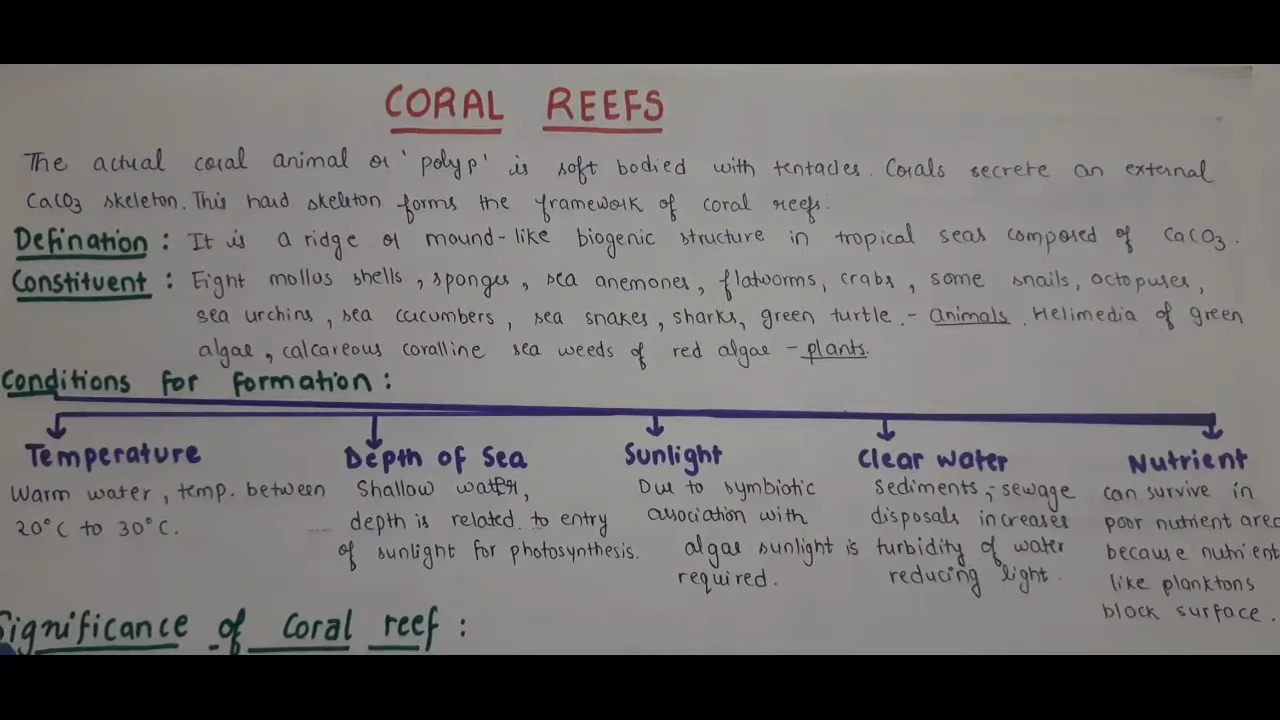 CORAL REEFS
The actual coral animal or 'polyp' is soft bodied with tentacles. Corals secrete an external
CaCO3 skeleton. This hard skeleton forms the framework of coral reefs.
Defination : It is a ridge or mound-like biogenic structure in tropical seas composed of CaCO3.
Constituent : Eight mollus shells, sponges, sea anemones, flatworms, crabs, some snails, octopuses,
sea urchins, sea cucumbers, sea snakes, sharks, green turtle. - animals. Helimedia of green
algae, calcareous coralline sea weeds of red algae - plants.
Conditions for formation :
Temperature
Warm water, temp. between
20°C to 30°C.
Depth of Sea
Shallow water,
depth is related to entry
of sunlight for photosynthesis.
Sunlight
Due to symbiotic
association with
algae sunlight is
required.
Clear water
Sediments, sewage
disposals increases
turbidity of water
reducing light.
Nutrient
can survive in
poor nutrient area
because nutrient
like planktons
block surface.
Significance of coral reef :